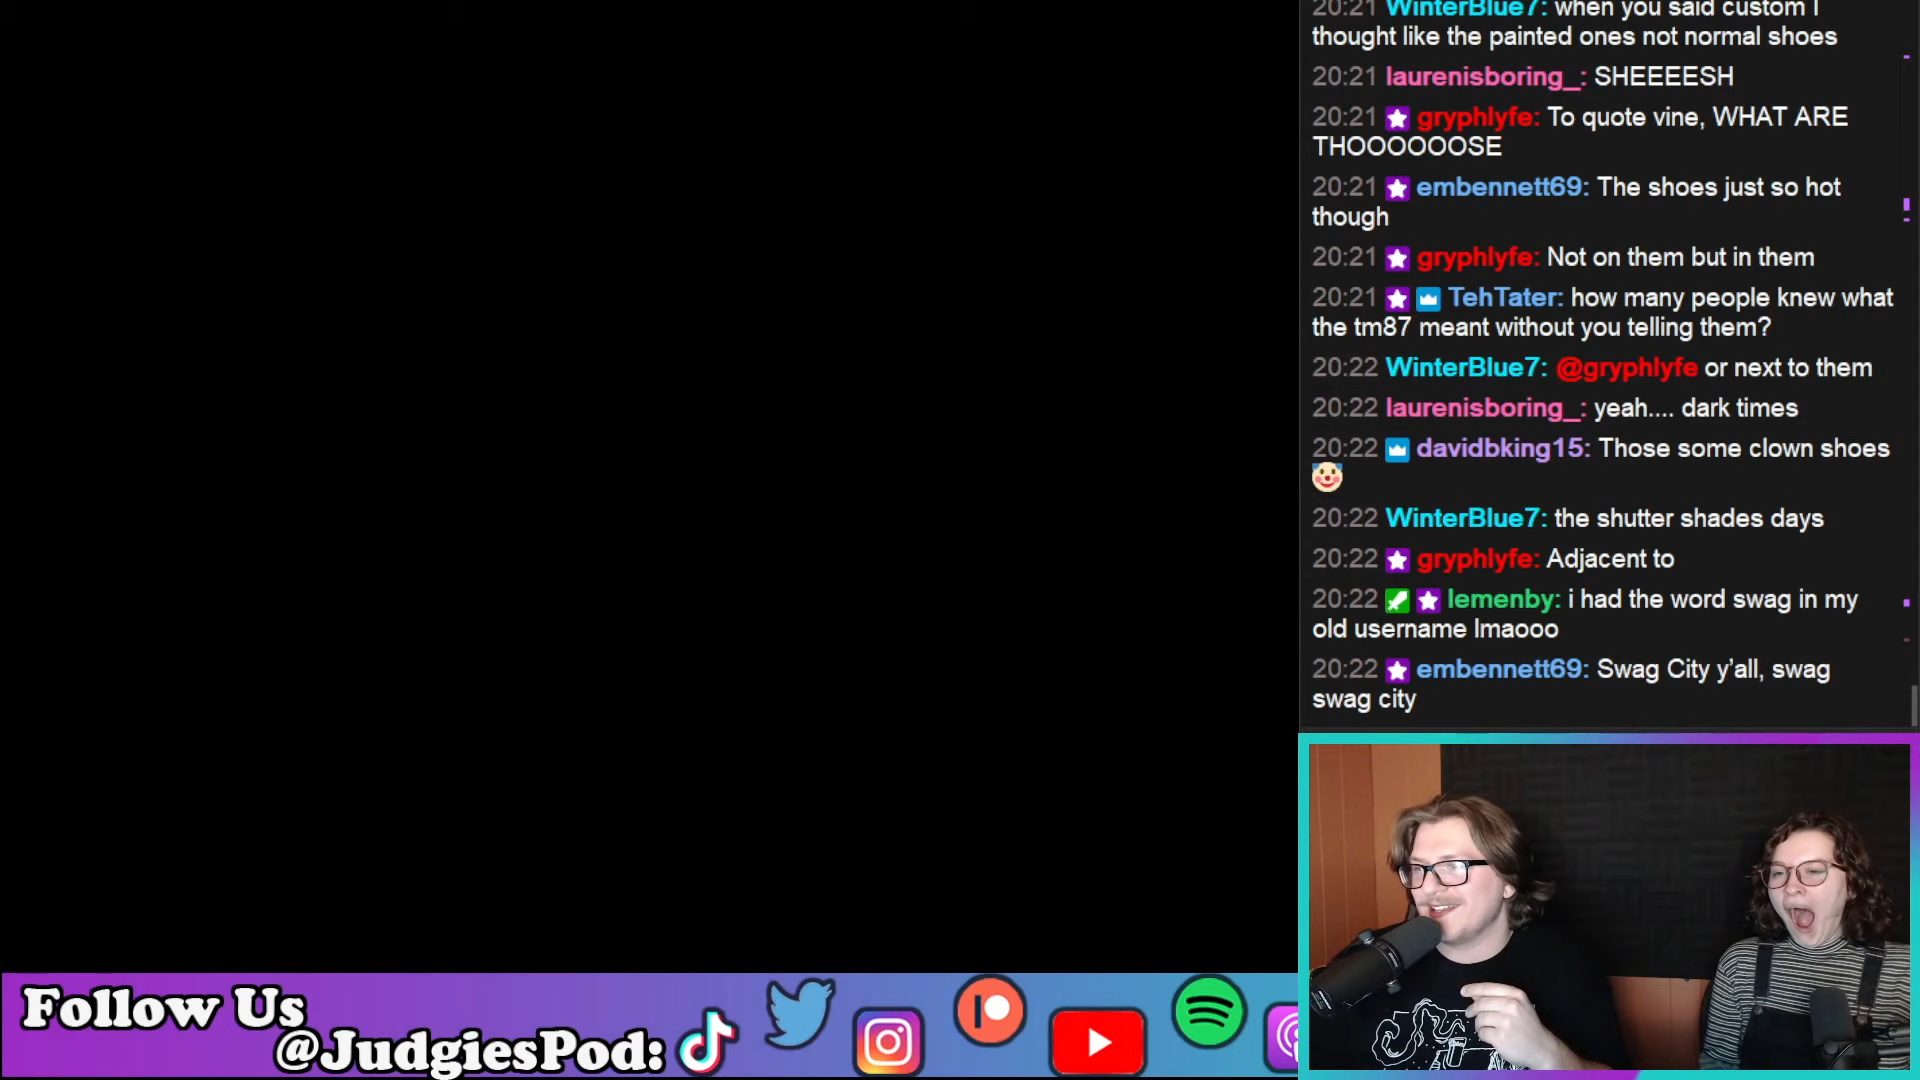 20:21 WinterBlue7: when you said custom I
thought like the painted ones not normal shoes
20:21 laurenisboring_: SHEEEESH
20:21 gryphlyfe: To quote vine, WHAT ARE
THOOOOOOSE
20:21 embennett69: The shoes just so hot
though
20:21 gryphlyfe: Not on them but in them
20:21 TehTater: how many people knew what
the tm87 meant without you telling them?
20:22 WinterBlue7: @gryphlyfe or next to them
20:22 laurenisboring_: yeah.... dark times
20:22 davidbking15: Those some clown shoes
20:22 WinterBlue7: the shutter shades days
20:22 gryphlyfe: Adjacent to
20:22 lemenby: i had the word swag in my
old username lmaooo
20:22 embennett69: Swag City y’all, swag
swag city
Follow Us
@JudgiesPod: